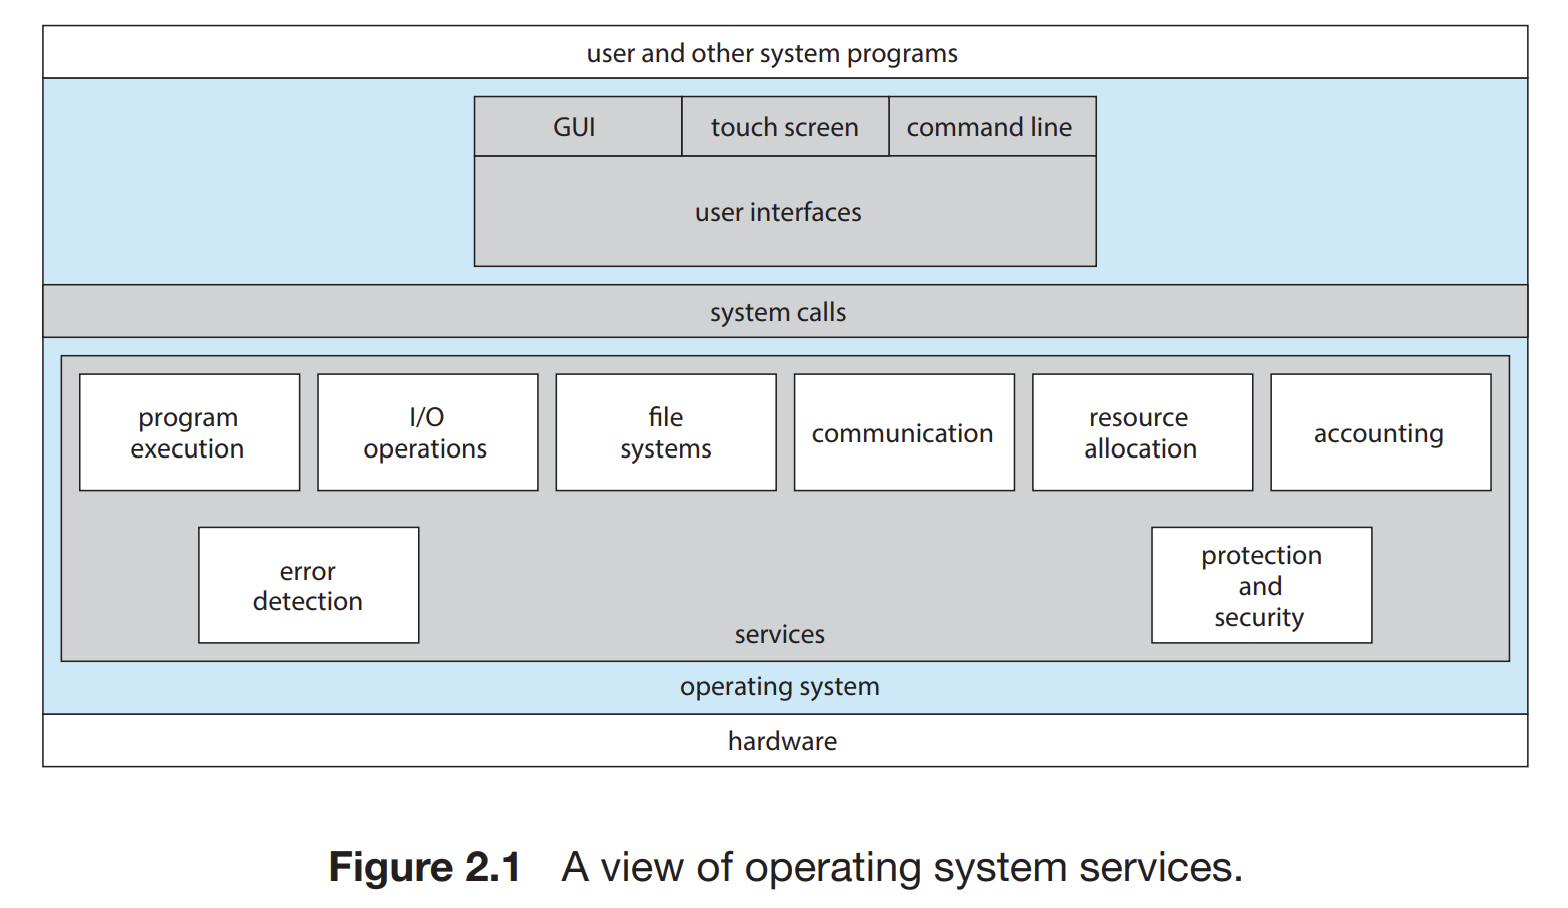 user and other system programs
GUI
touch screen
command line
user interfaces
system calls
program
execution
I/O
operations
file
systems
communication
resource
allocation
accounting
error
detection
protection
and
security
services
operating system
hardware
Figure 2.1 A view of operating system services.